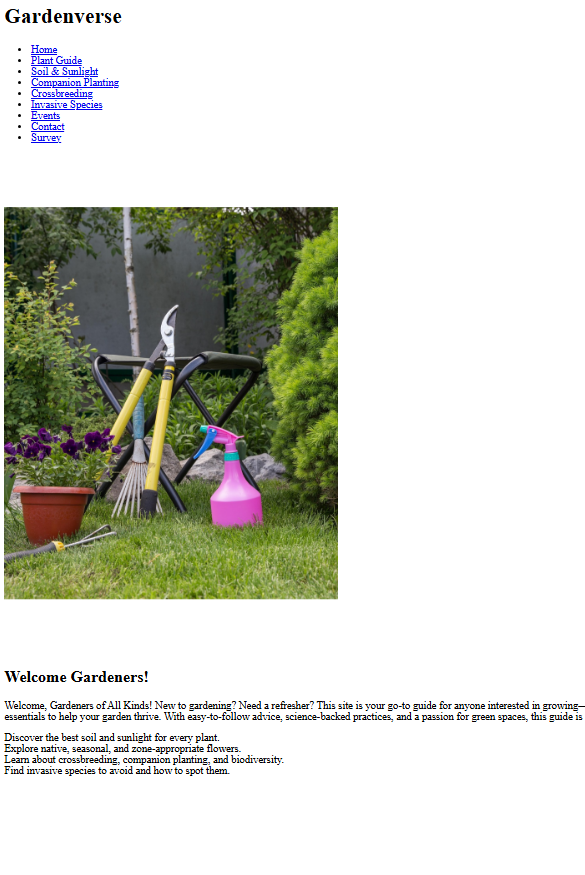 Gardenverse
Home
Plant Guide
Soil & Sunlight
Companion Planting
Crossbreeding
Invasive Species
Events
Contact
Survey
Welcome Gardeners!
Welcome, Gardeners of All Kinds! New to gardening? Need a refresher? This site is your go-to guide for anyone interested in growing—
essentials to help your garden thrive. With easy-to-follow advice, science-backed practices, and a passion for green spaces, this guide is
Discover the best soil and sunlight for every plant.
Explore native, seasonal, and zone-appropriate flowers.
Learn about crossbreeding, companion planting, and biodiversity.
Find invasive species to avoid and how to spot them.